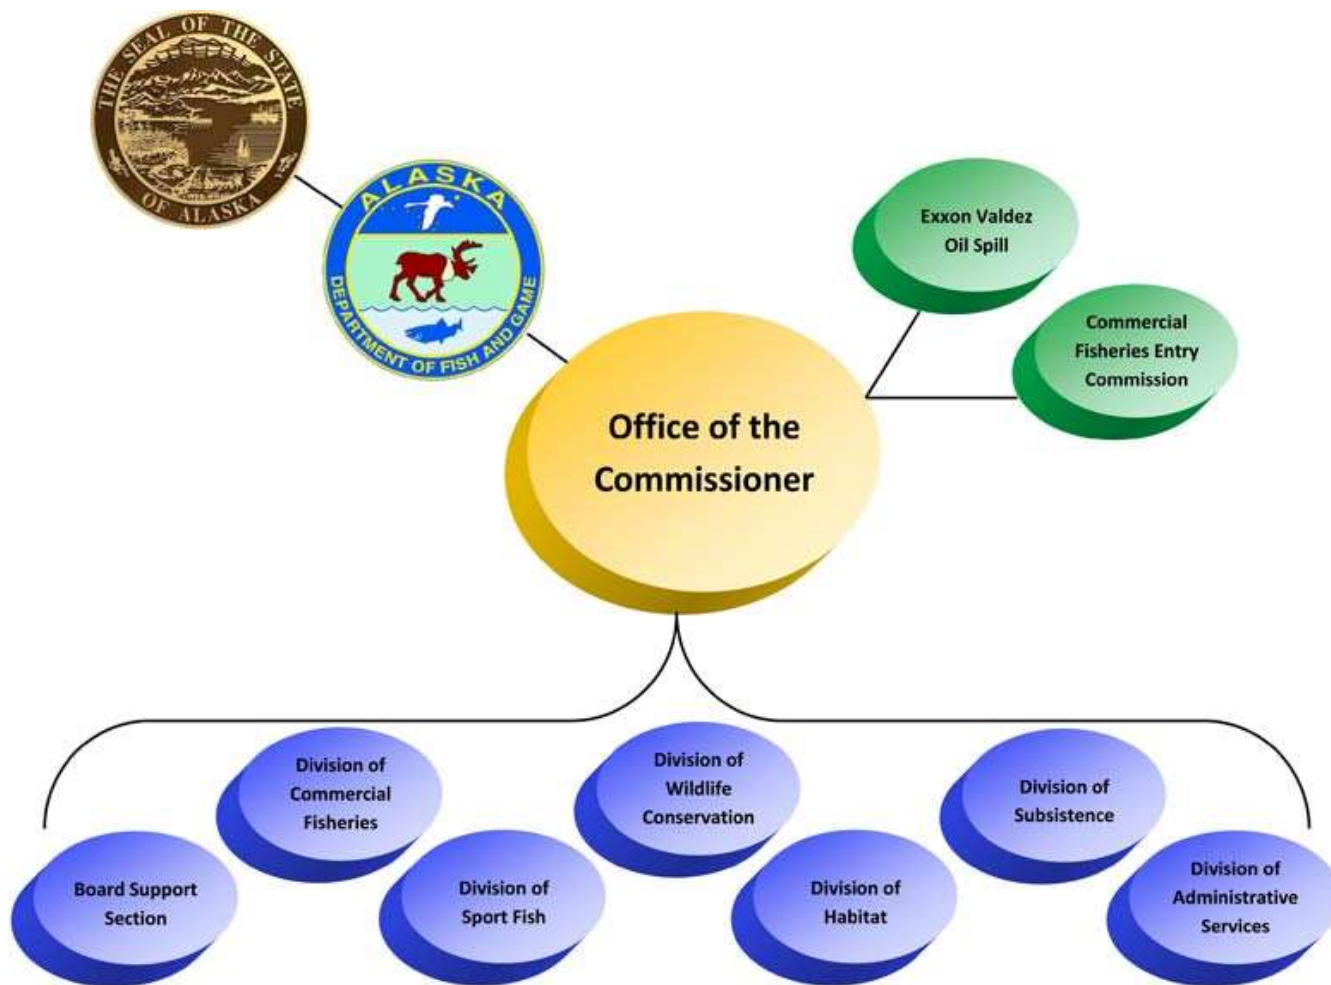 THE SEAL OF THE STATE
OF ALASKA
ALASKA
DEPARTMENT OF FISH AND GAME
Exxon Valdez
Oil Spill
Commercial
Fisheries Entry
Commission
Office of the
Commissioner
Board Support
Section
Division of
Commercial
Fisheries
Division of
Sport Fish
Division of
Wildlife
Conservation
Division of
Habitat
Division of
Subsistence
Division of
Administrative
Services